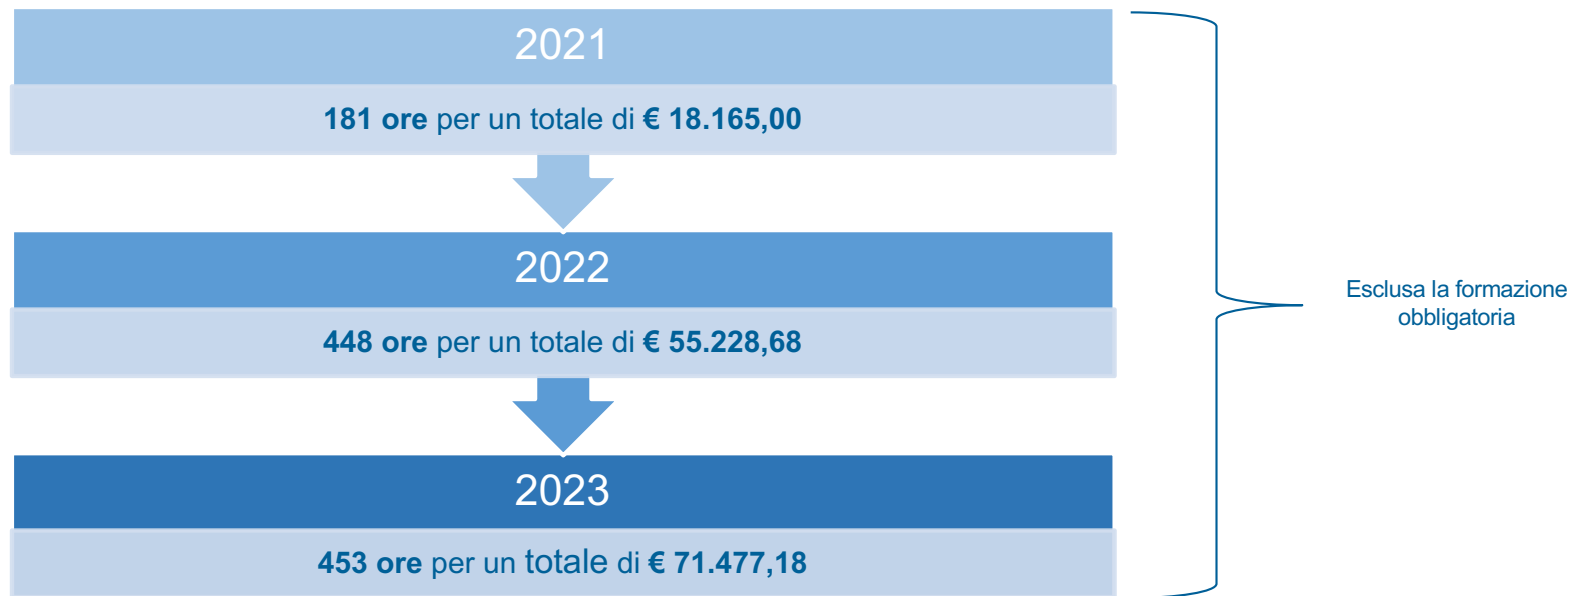 2021
181 ore per un totale di € 18.165,00
2022
448 ore per un totale di € 55.228,68
Esclusa la formazione
obbligatoria
2023
453 ore per un totale di € 71.477,18